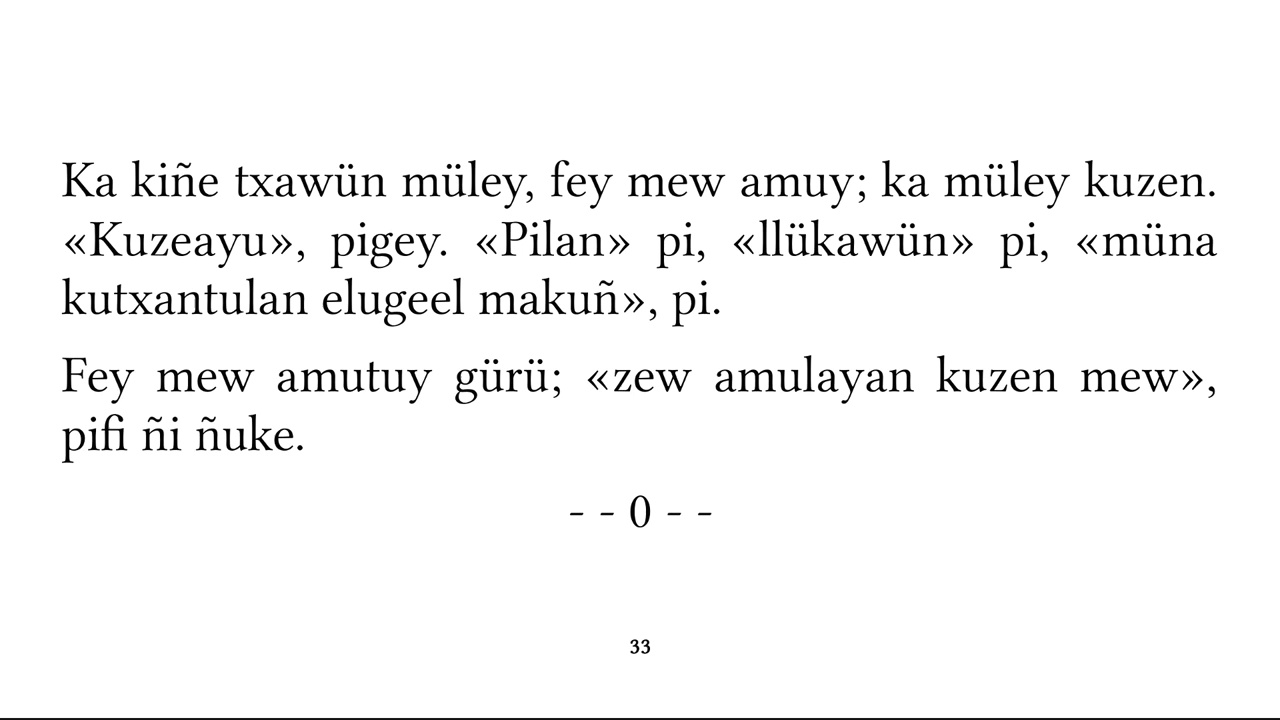 Ka kiñe txawün müley, fey mew amuy; ka müley kuzen.
«Kuzeayu», pigey. «Pilan» pi, «llükawün» pi, «müna
kutxantulan elugeel makuñ», pi.
Fey mew amutuy gürü; «zew amulayan kuzen mew»,
pifi ñi ñuke.
- - 0 - -
33